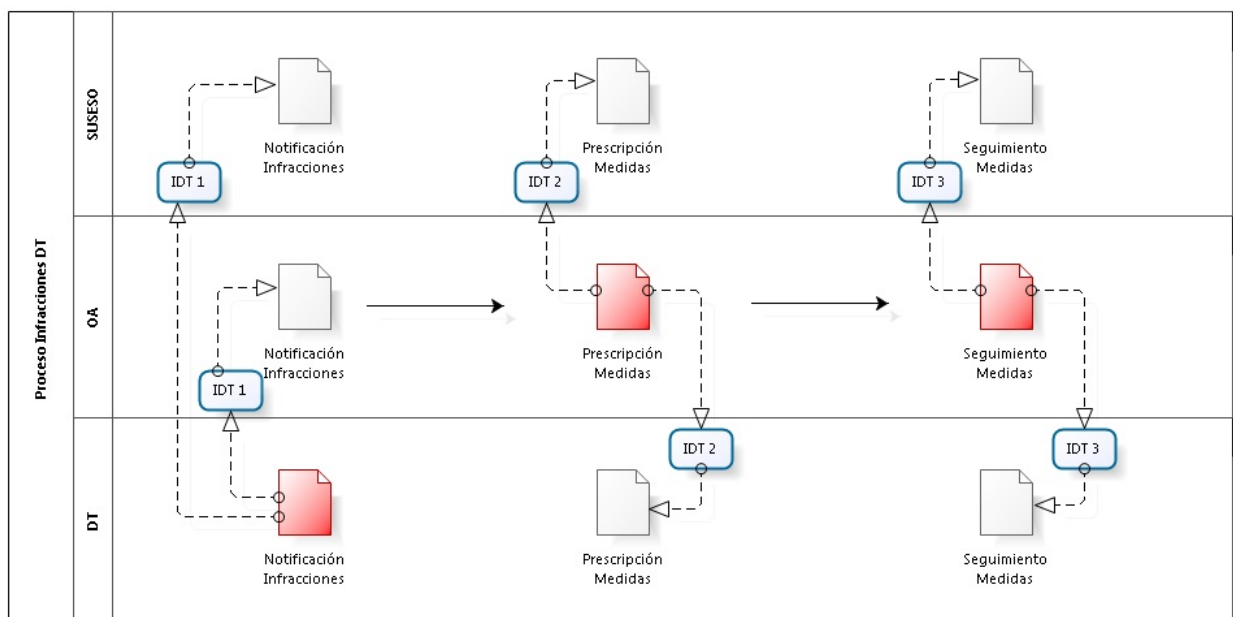 Proceso Infracciones DT
SUSESO
Notificación
Infracciones
IDT 1
Prescripción
Medidas
IDT 2
Seguimiento
Medidas
IDT 3
OA
Notificación
Infracciones
IDT 1
Prescripción
Medidas
Seguimiento
Medidas
DT
Notificación
Infracciones
IDT 2
Prescripción
Medidas
IDT 3
Seguimiento
Medidas